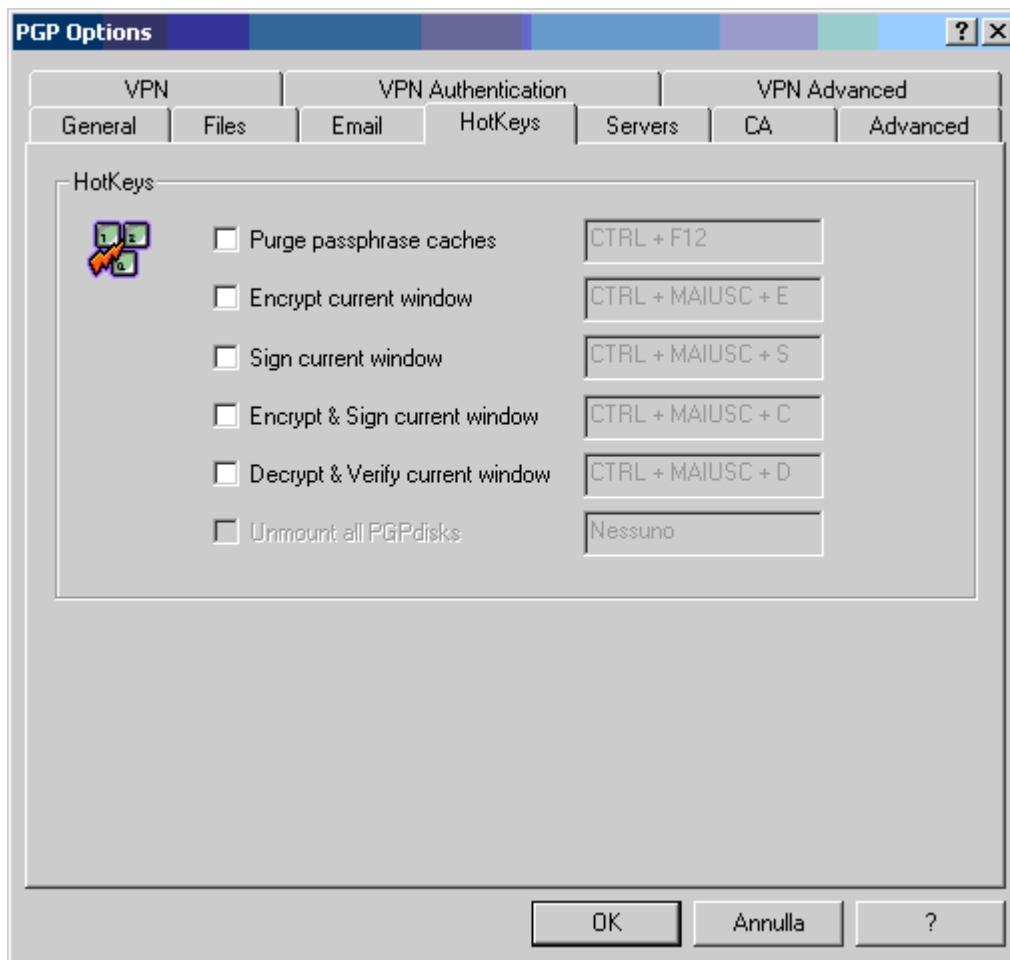 PGP Options
VPN VPN Authentication VPN Advanced
General Files Email HotKeys Servers CA Advanced
HotKeys
Purge passphrase caches CTRL + F12
Encrypt current window CTRL + MAIUSC + E
Sign current window CTRL + MAIUSC + S
Encrypt & Sign current window CTRL + MAIUSC + C
Decrypt & Verify current window CTRL + MAIUSC + D
Unmount all PGPdisks Nessuno
OK Annulla ?